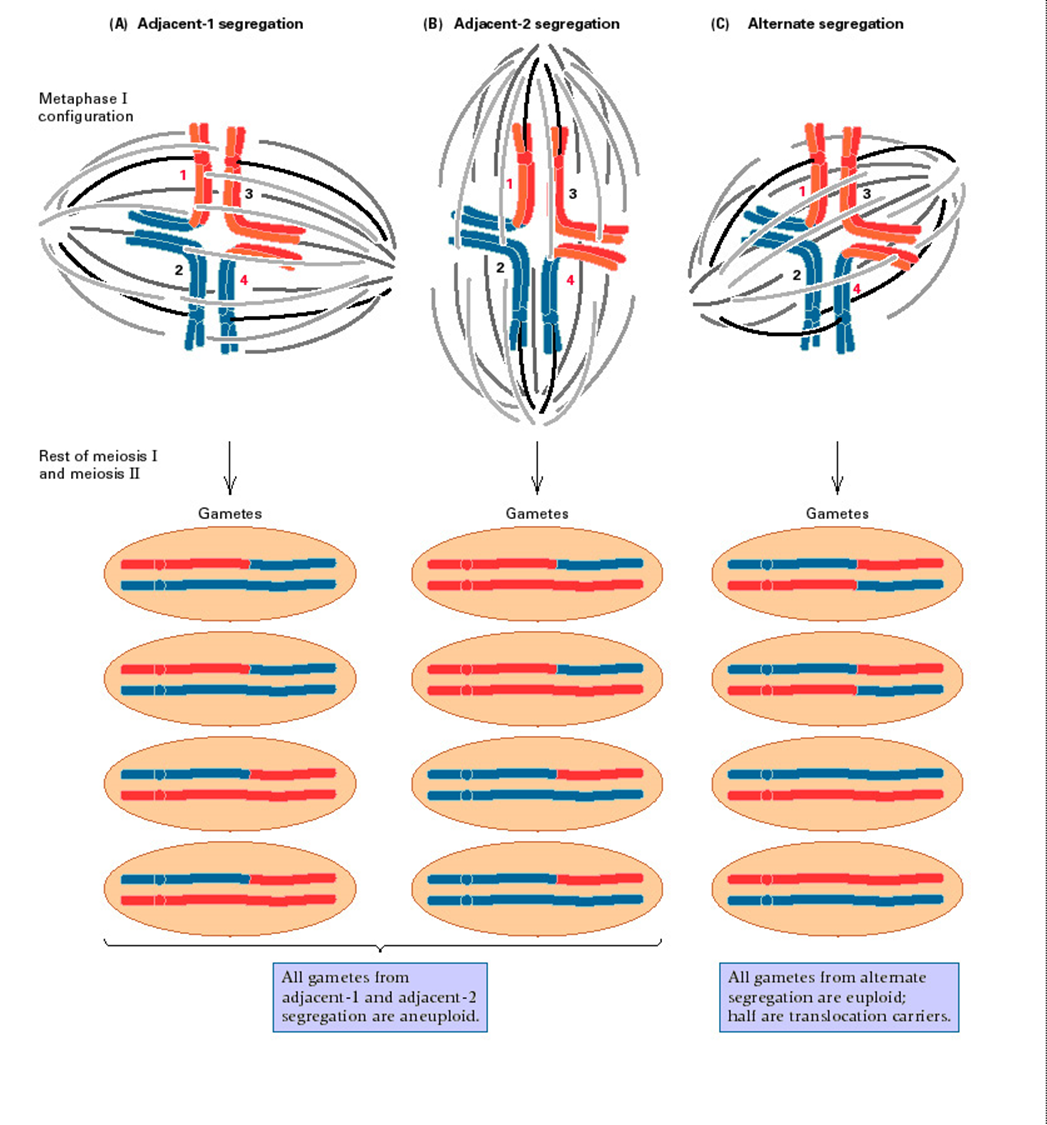 (A) Adjacent-1 segregation
(B) Adjacent-2 segregation
(C) Alternate segregation
Metaphase I
configuration
1
3
2
4
1
3
2
4
1
3
2
4
Rest of meiosis I
and meiosis II
Gametes
Gametes
Gametes
All gametes from
adjacent-1 and adjacent-2
segregation are aneuploid.
All gametes from alternate
segregation are euploid;
half are translocation carriers.